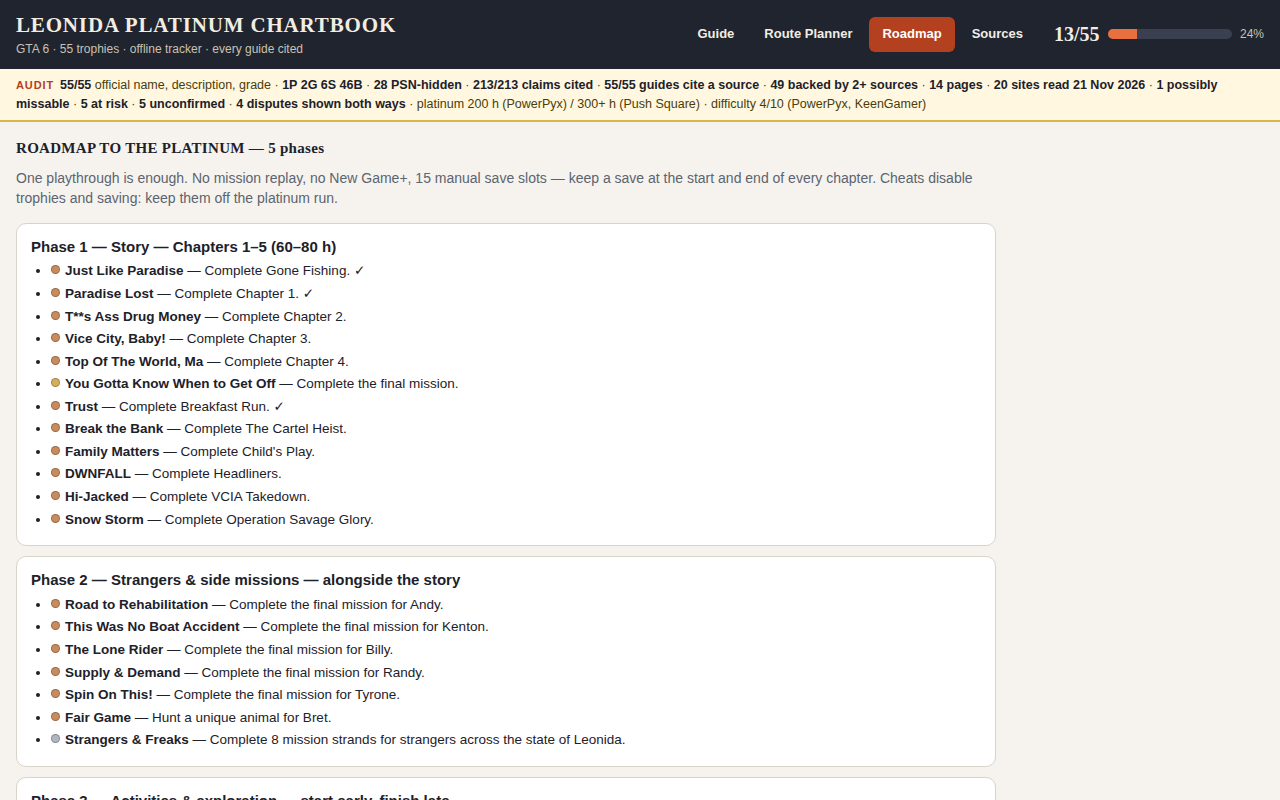 LEONIDA PLATINUM CHARTBOOK
GTA 6 · 55 trophies · offline tracker · every guide cited
Guide
Route Planner
Roadmap
Sources
13/55
24%
AUDIT 55/55 official name, description, grade · 1P 2G 6S 46B · 28 PSN-hidden · 213/213 claims cited · 55/55 guides cite a source · 49 backed by 2+ sources · 14 pages · 20 sites read 21 Nov 2026 · 1 possibly
missable · 5 at risk · 5 unconfirmed · 4 disputes shown both ways · platinum 200 h (PowerPyx) / 300+ h (Push Square) · difficulty 4/10 (PowerPyx, KeenGamer)
ROADMAP TO THE PLATINUM — 5 phases
One playthrough is enough. No mission replay, no New Game+, 15 manual save slots — keep a save at the start and end of every chapter. Cheats disable
trophies and saving: keep them off the platinum run.
Phase 1 — Story — Chapters 1–5 (60–80 h)
• Just Like Paradise — Complete Gone Fishing. ✓
• Paradise Lost — Complete Chapter 1. ✓
• T**s Ass Drug Money — Complete Chapter 2.
• Vice City, Baby! — Complete Chapter 3.
• Top Of The World, Ma — Complete Chapter 4.
• You Gotta Know When to Get Off — Complete the final mission.
• Trust — Complete Breakfast Run. ✓
• Break the Bank — Complete The Cartel Heist.
• Family Matters — Complete Child's Play.
• DWNFALL — Complete Headliners.
• Hi-Jacked — Complete VCIA Takedown.
• Snow Storm — Complete Operation Savage Glory.
Phase 2 — Strangers & side missions — alongside the story
• Road to Rehabilitation — Complete the final mission for Andy.
• This Was No Boat Accident — Complete the final mission for Kenton.
• The Lone Rider — Complete the final mission for Billy.
• Supply & Demand — Complete the final mission for Randy.
• Spin On This! — Complete the final mission for Tyrone.
• Fair Game — Hunt a unique animal for Bret.
• Strangers & Freaks — Complete 8 mission strands for strangers across the state of Leonida.
Phase 3 — Activities & exploration — start early, finish late